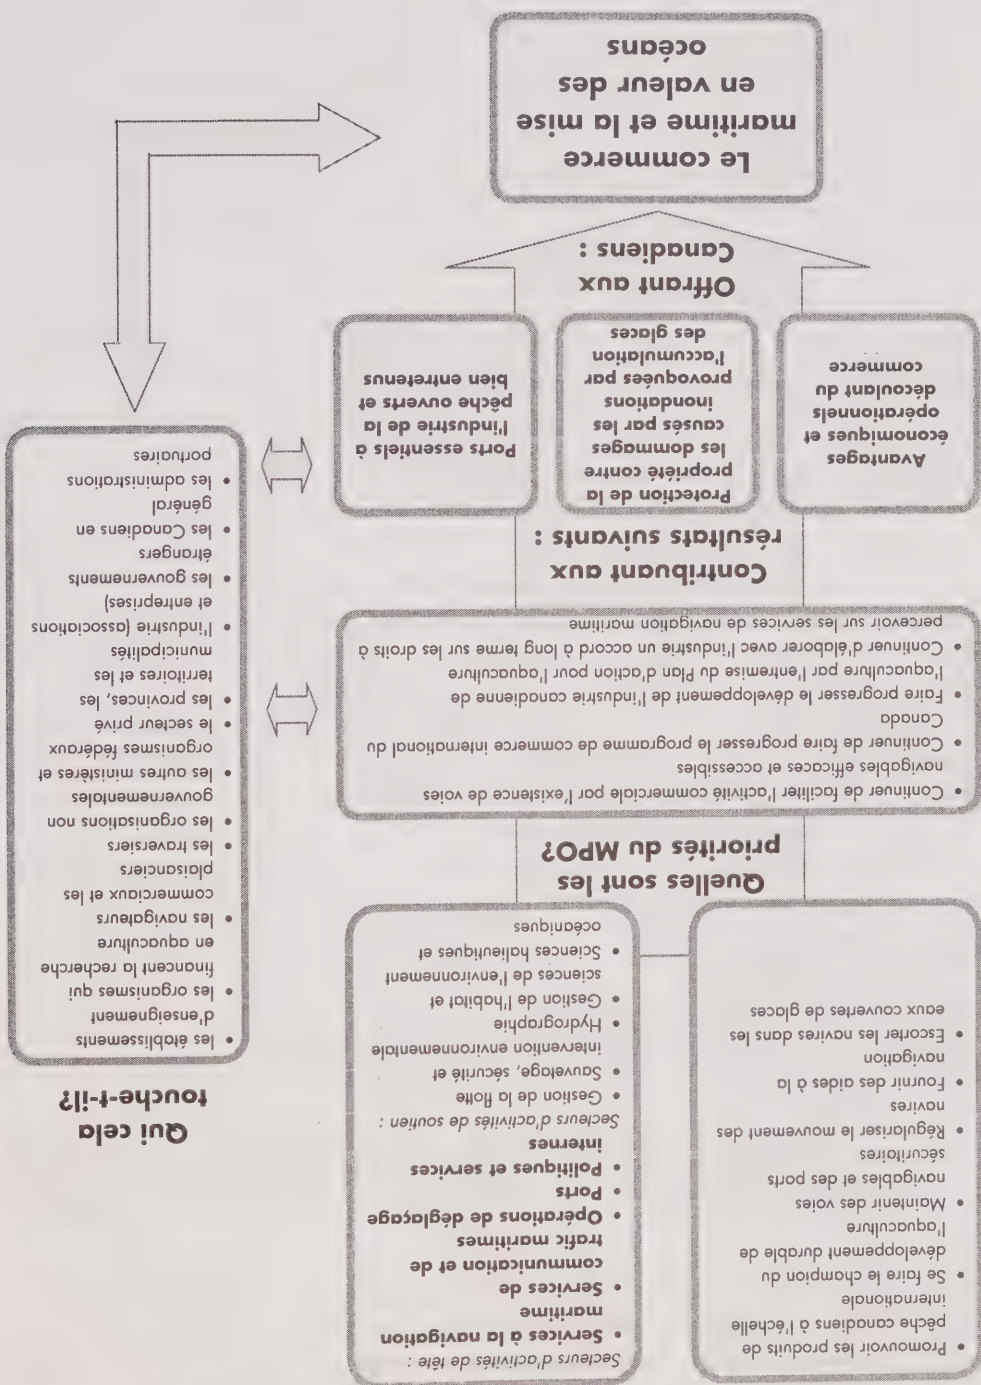 • Promouvoir les produits de
pêche canadiens à l'échelle
internationale
• Se faire le champion du
développement durable de
l'aquaculture
• Maintenir des voies
navigables et des ports
sécuritaires
• Régulariser le mouvement des
navires
• Fournir des aides à la
navigation
• Escorter les navires dans les
eaux couvertes de glaces
Secteurs d'activités de tête :
• Services à la navigation
maritime
• Services de
communication et de
trafic maritimes
• Opérations de déglaçage
• Ports
• Politiques et services
internes
Secteurs d'activités de soutien :
• Gestion de la flotte
• Sauvetage, sécurité et
intervention environnementale
• Hydrographie
• Gestion de l'habitat et
sciences de l'environnement
• Sciences halieutiques et
océaniques
Quelles sont les
priorités du MPO?
• Continuer de faciliter l'activité commerciale par l'existence de voies
navigables efficaces et accessibles
• Continuer de faire progresser le programme de commerce international du
Canada
• Faire progresser le développement de l'industrie canadienne de
l'aquaculture par l'entremise du Plan d'action pour l'aquaculture
• Continuer d'élaborer avec l'industrie un accord à long terme sur les droits à
percevoir sur les services de navigation maritime
Contribuant aux
résultats suivants :
Avantages
économiques et
opérationnels
découlant du
commerce
Protection de la
propriété contre
les dommages
causés par les
inondations
provoquées par
l'accumulation
des glaces
Ports essentiels à
l'industrie de la
pêche ouverts et
bien entretenus
Offrant aux
Canadiens :
Le commerce
maritime et la mise
en valeur des
océans
Qui cela
touche-t-il?
• les établissements
d'enseignement
• les organismes qui
financent la recherche
en aquaculture
• les navigateurs
commerciaux et les
plaisanciers
• les traversiers
• les organisations non
gouvernementales
• les autres ministères et
organismes fédéraux
• le secteur privé
• les provinces, les
territoires et les
municipalités
• l'industrie (associations
et entreprises)
• les gouvernements
étrangers
• les Canadiens en
général
• les administrations
portuaires